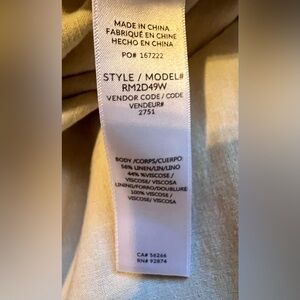 MADE IN CHINA
FABRIQUÉ EN CHINE
HECHO EN CHINA
PO# 167222
STYLE / MODEL#
RM2D49W
VENDOR CODE / CODE
VENDEUR#
2751
BODY /CORPS/CUERPO:
56% LINEN/LIN/LINO
44% %VISCOSE /
VISCOSE/ VISCOSA
LINING/FORRO/DOUBLURE
100% VISCOSE /
VISCOSE/ VISCOSA
CA# 56266
RN# 92874